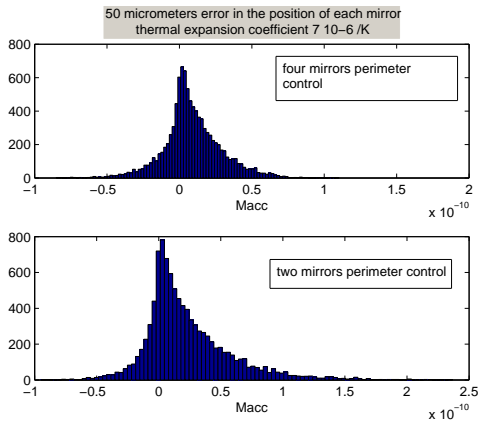 50 micrometers error in the position of each mirror
thermal expansion coefficient 7 10−6 /K
800
600
400
200
0
four mirrors perimeter
control
−1 −0.5 0 0.5 1 1.5 2
Macc
x 10−10
800
600
400
200
0
two mirrors perimeter control
−1 −0.5 0 0.5 1 1.5 2 2.5
Macc
x 10−10